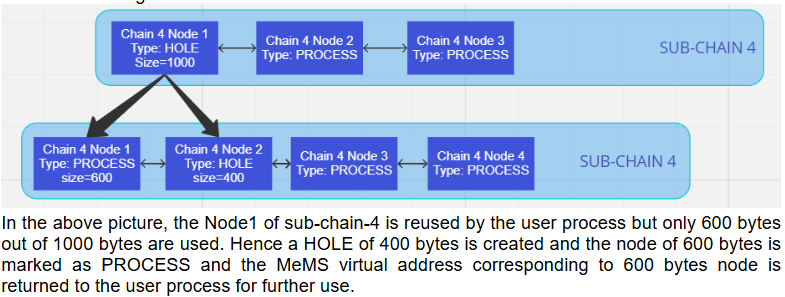 Chain 4 Node 1
Type: HOLE
Size=1000
Chain 4 Node 2
Type: PROCESS
Chain 4 Node 3
Type: PROCESS
SUB-CHAIN 4
Chain 4 Node 1
Type: PROCESS
size=600
Chain 4 Node 2
Type: HOLE
size=400
Chain 4 Node 3
Type: PROCESS
Chain 4 Node 4
Type: PROCESS
SUB-CHAIN 4
In the above picture, the Node1 of sub-chain-4 is reused by the user process but only 600 bytes
out of 1000 bytes are used. Hence a HOLE of 400 bytes is created and the node of 600 bytes is
marked as PROCESS and the MeMS virtual address corresponding to 600 bytes node is
returned to the user process for further use.